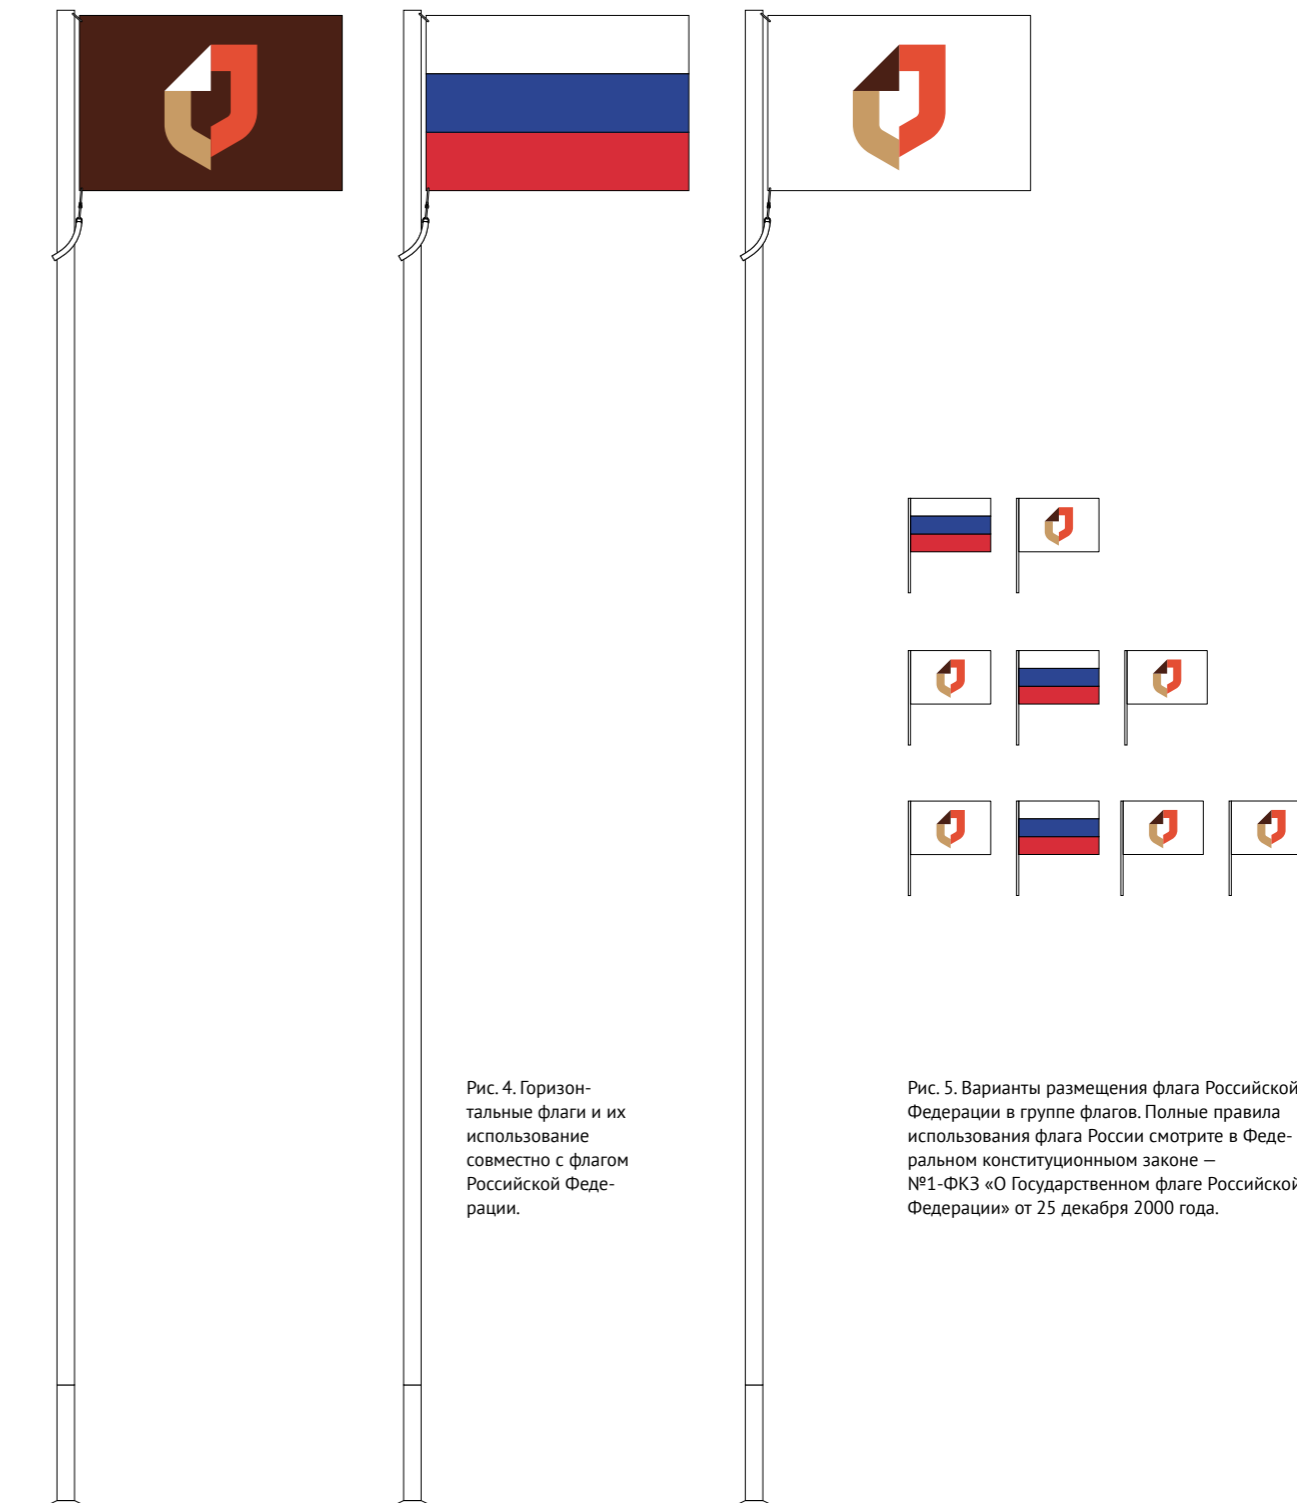 Рис. 4. Горизон-
тальные флаги и их
использование
совместно с флагом
Российской Феде-
рации.
Рис. 5. Варианты размещения флага Российской
Федерации в группе флагов. Полные правила
использования флага России смотрите в Феде-
ральном конституционныом законе —
№1-ФКЗ «О Государственном флаге Российской
Федерации» от 25 декабря 2000 года.